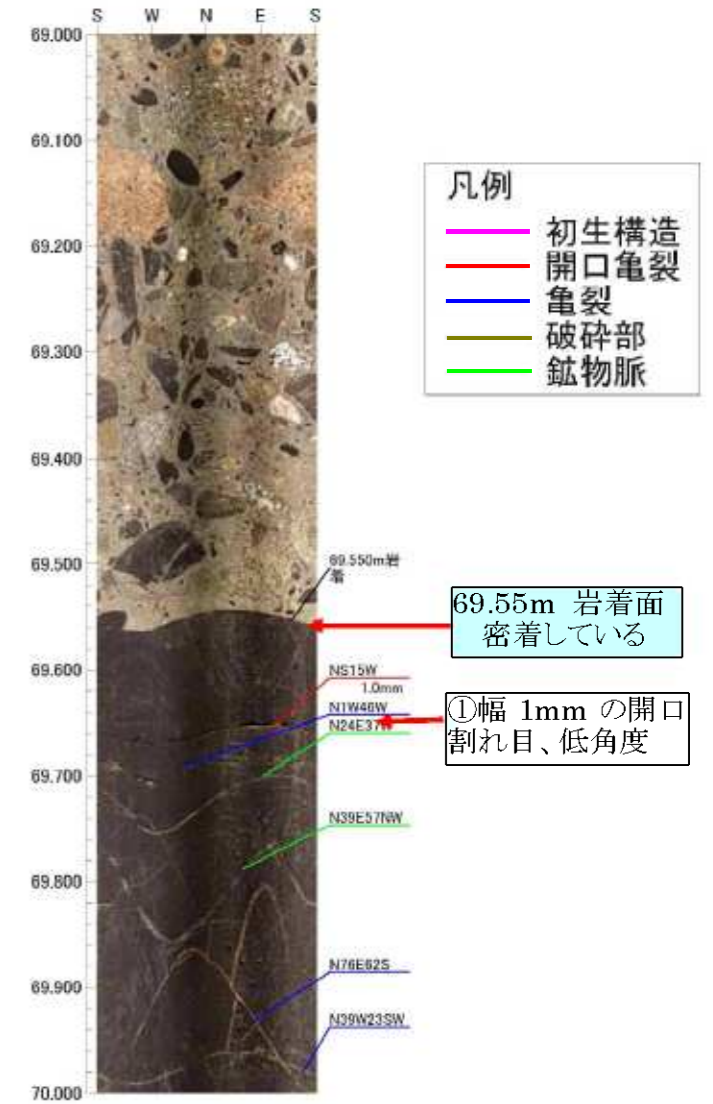 S W N E S
69.000
69.100
69.200
69.300
69.400
69.500
69.600
69.700
69.800
69.900
70.000
凡例
初生構造
開口亀裂
亀裂
破砕部
鉱物脈
69.550m岩
着
69.55m 岩着面
密着している
NS15W
1.0mm
N1W46W
N24E37W
①幅 1mm の開口
割れ目、低角度
N39E57NW
N76E62S
N39W23SW